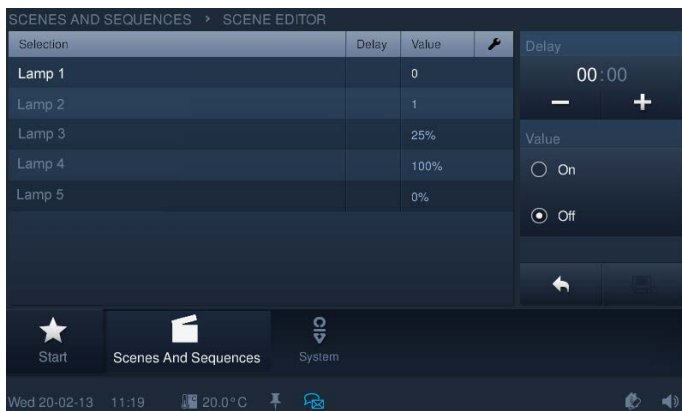 SCENES AND SEQUENCES > SCENE EDITOR
Selection Delay Value
Lamp 1 0
Lamp 2 1
Lamp 3 25%
Lamp 4 100%
Lamp 5 0%
Delay
00:00
− +
Value
On
Off
Start Scenes And Sequences System
Wed 20-02-13 11:19 20.0°C